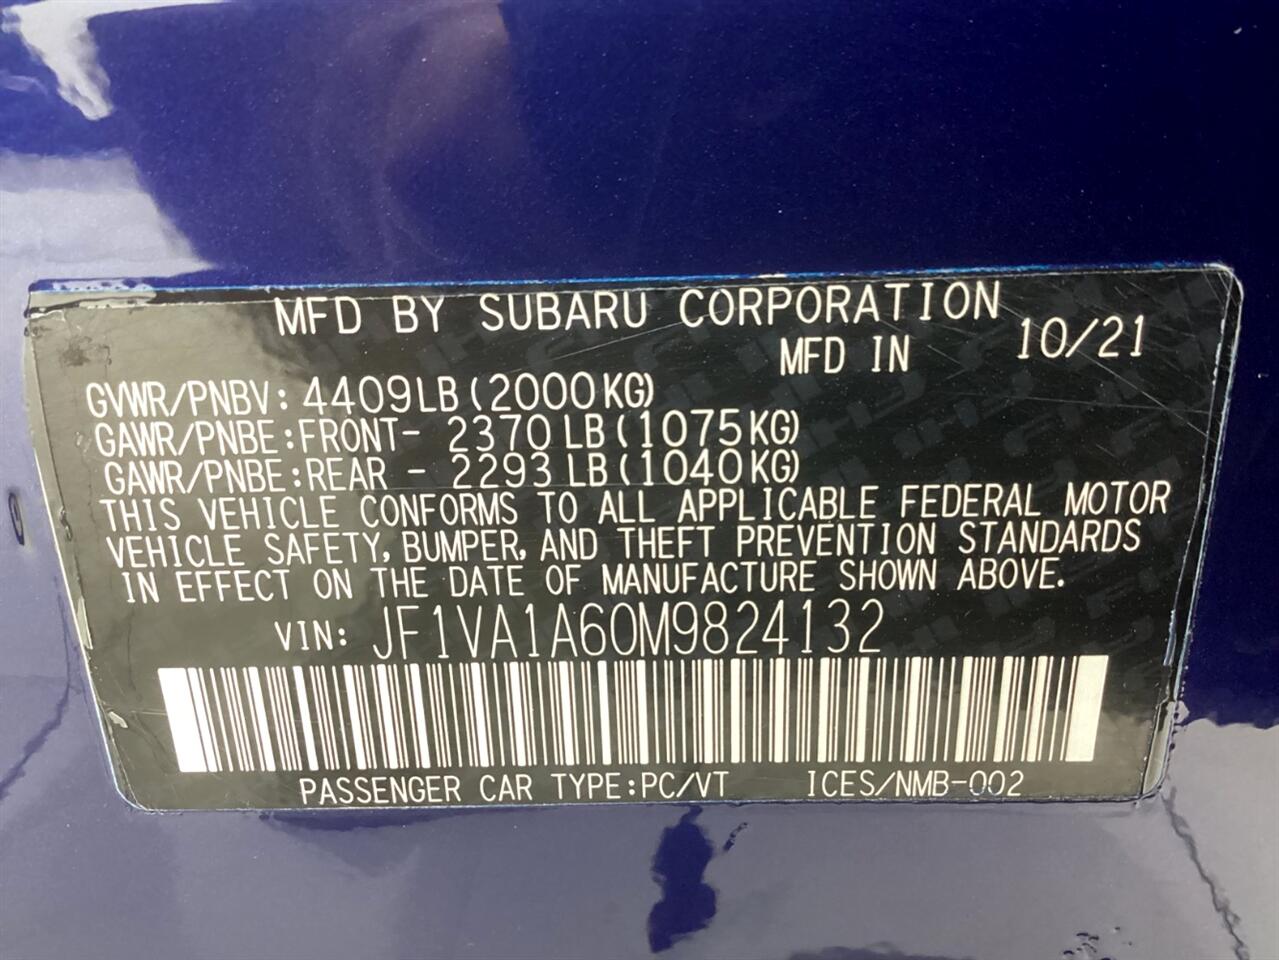 MFD BY SUBARU CORPORATION
MFD IN 10/21
GVWR/PNBV: 4409LB (2000KG)
GAWR/PNBE:FRONT- 2370 LB (1075KG)
GAWR/PNBE:REAR - 2293 LB (1040KG)
THIS VEHICLE CONFORMS TO ALL APPLICABLE FEDERAL MOTOR
VEHICLE SAFETY, BUMPER, AND THEFT PREVENTION STANDARDS
IN EFFECT ON THE DATE OF MANUFACTURE SHOWN ABOVE.
VIN: JF1VA1A60M9824132
PASSENGER CAR TYPE:PC/VT ICES/NMB-002